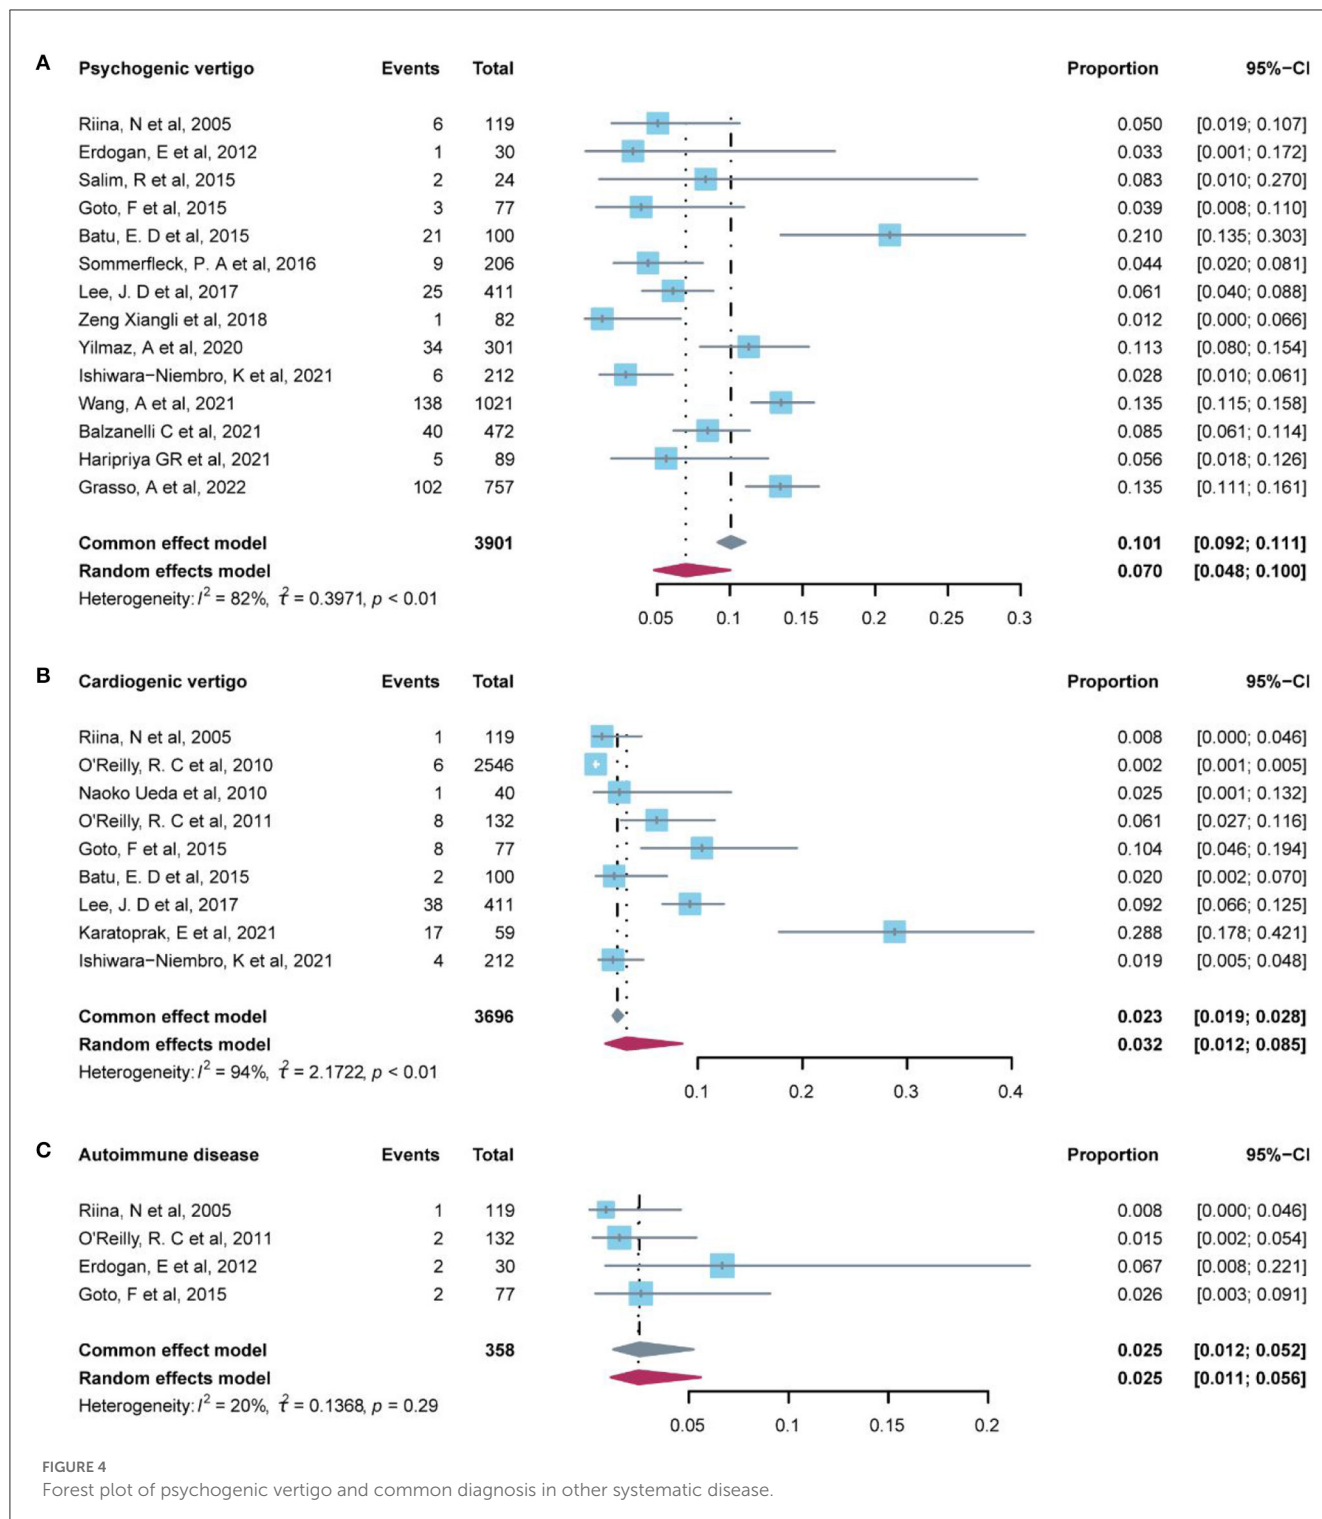 A Psychogenic vertigo Events Total Proportion 95%−CI
Riina, N et al, 2005 6 119 0.050 [0.019; 0.107]
Erdogan, E et al, 2012 1 30 0.033 [0.001; 0.172]
Salim, R et al, 2015 2 24 0.083 [0.010; 0.270]
Goto, F et al, 2015 3 77 0.039 [0.008; 0.110]
Batu, E. D et al, 2015 21 100 0.210 [0.135; 0.303]
Sommerfleck, P. A et al, 2016 9 206 0.044 [0.020; 0.081]
Lee, J. D et al, 2017 25 411 0.061 [0.040; 0.088]
Zeng Xiangli et al, 2018 1 82 0.012 [0.000; 0.066]
Yilmaz, A et al, 2020 34 301 0.113 [0.080; 0.154]
Ishiwara−Niembro, K et al, 2021 6 212 0.028 [0.010; 0.061]
Wang, A et al, 2021 138 1021 0.135 [0.115; 0.158]
Balzanelli C et al, 2021 40 472 0.085 [0.061; 0.114]
Haripriya GR et al, 2021 5 89 0.056 [0.018; 0.126]
Grasso, A et al, 2022 102 757 0.135 [0.111; 0.161]
Common effect model 3901 0.101 [0.092; 0.111]
Random effects model 0.070 [0.048; 0.100]
Heterogeneity: I² = 82%, τ² = 0.3971, p < 0.01
0.05 0.1 0.15 0.2 0.25 0.3
B Cardiogenic vertigo Events Total Proportion 95%−CI
Riina, N et al, 2005 1 119 0.008 [0.000; 0.046]
O'Reilly, R. C et al, 2010 6 2546 0.002 [0.001; 0.005]
Naoko Ueda et al, 2010 1 40 0.025 [0.001; 0.132]
O'Reilly, R. C et al, 2011 8 132 0.061 [0.027; 0.116]
Goto, F et al, 2015 8 77 0.104 [0.046; 0.194]
Batu, E. D et al, 2015 2 100 0.020 [0.002; 0.070]
Lee, J. D et al, 2017 38 411 0.092 [0.066; 0.125]
Karatoprak, E et al, 2021 17 59 0.288 [0.178; 0.421]
Ishiwara−Niembro, K et al, 2021 4 212 0.019 [0.005; 0.048]
Common effect model 3696 0.023 [0.019; 0.028]
Random effects model 0.032 [0.012; 0.085]
Heterogeneity: I² = 94%, τ² = 2.1722, p < 0.01
0.1 0.2 0.3 0.4
C Autoimmune disease Events Total Proportion 95%−CI
Riina, N et al, 2005 1 119 0.008 [0.000; 0.046]
O'Reilly, R. C et al, 2011 2 132 0.015 [0.002; 0.054]
Erdogan, E et al, 2012 2 30 0.067 [0.008; 0.221]
Goto, F et al, 2015 2 77 0.026 [0.003; 0.091]
Common effect model 358 0.025 [0.012; 0.052]
Random effects model 0.025 [0.011; 0.056]
Heterogeneity: I² = 20%, τ² = 0.1368, p = 0.29
0.05 0.1 0.15 0.2
FIGURE 4
Forest plot of psychogenic vertigo and common diagnosis in other systematic disease.